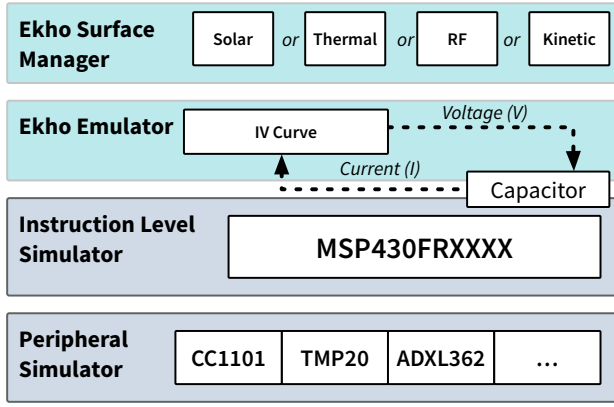 Ekho Surface
Manager
Solar or Thermal or RF or Kinetic
Ekho Emulator
IV Curve
Voltage (V)
Current (I)
Capacitor
Instruction Level
Simulator
MSP430FRXXXX
Peripheral
Simulator
CC1101 TMP20 ADXL362 ...